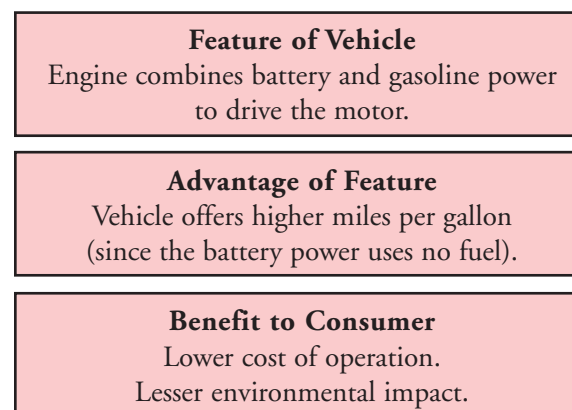 Feature of Vehicle
Engine combines battery and gasoline power
to drive the motor.
Advantage of Feature
Vehicle offers higher miles per gallon
(since the battery power uses no fuel).
Benefit to Consumer
Lower cost of operation.
Lesser environmental impact.